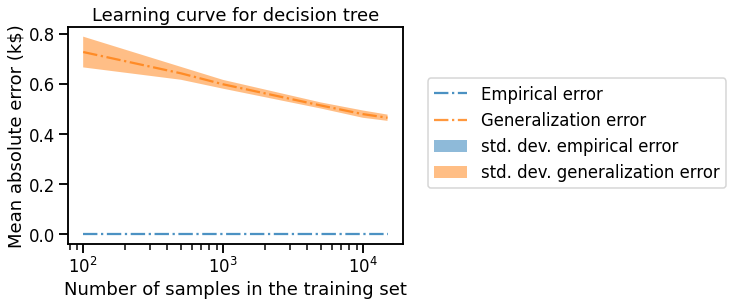 Learning curve for decision tree
Mean absolute error (k$)
0.8
0.6
0.4
0.2
0.0
10²
10³
10⁴
Number of samples in the training set
Empirical error
Generalization error
std. dev. empirical error
std. dev. generalization error